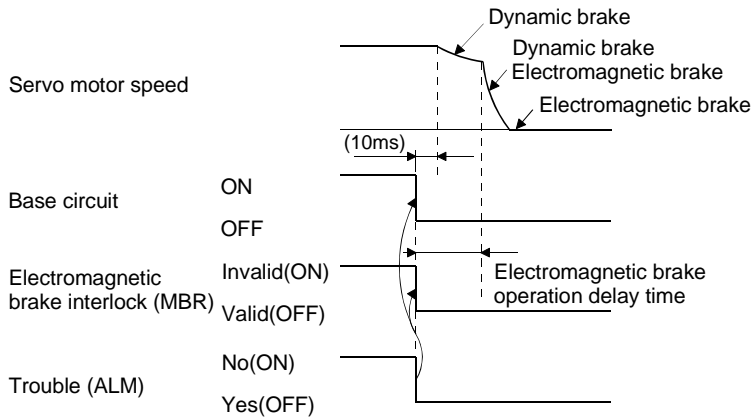 Dynamic brake
Dynamic brake
Electromagnetic brake
Servo motor speed
Electromagnetic brake
(10ms)
ON
Base circuit
OFF
Invalid(ON)
Electromagnetic
brake interlock (MBR)
Valid(OFF)
Electromagnetic brake
operation delay time
No(ON)
Trouble (ALM)
Yes(OFF)